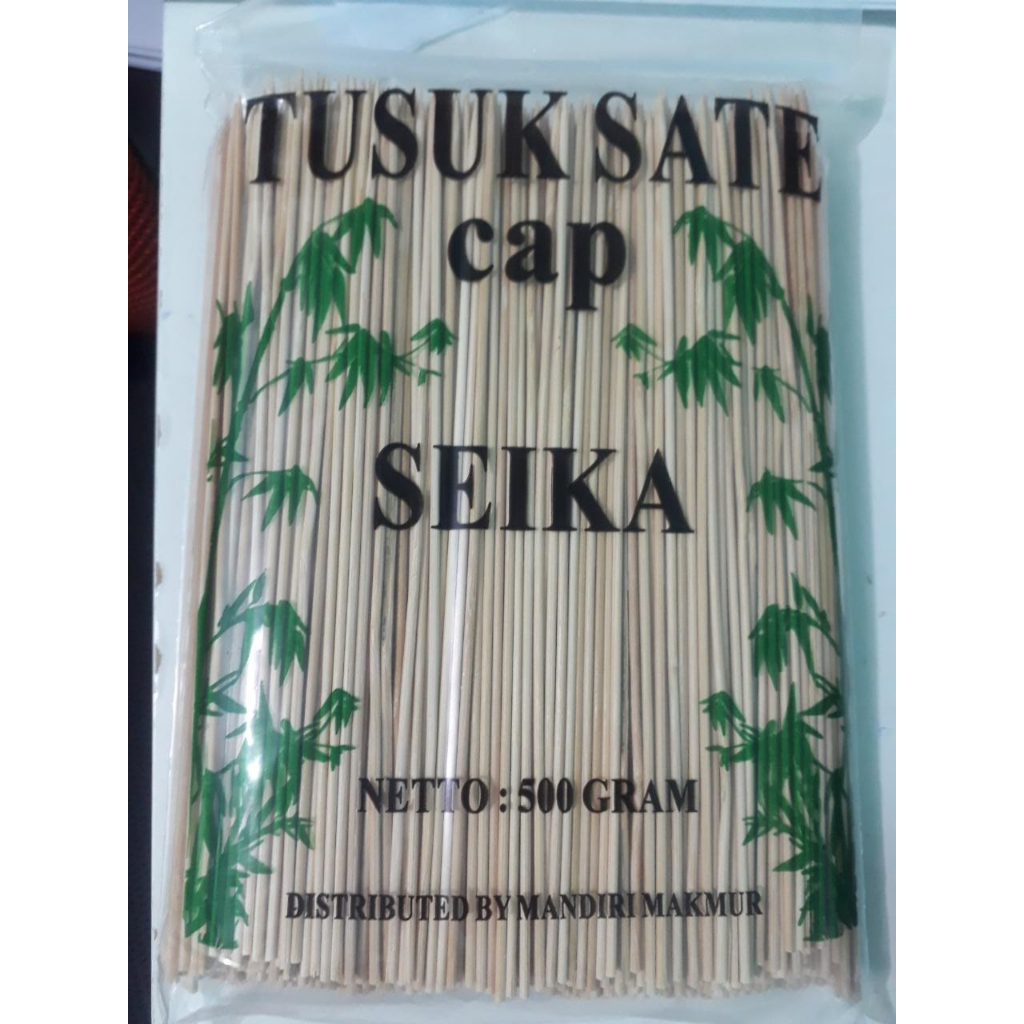 TUSUK SATE
cap
SEIKA
NETTO : 500 GRAM
DISTRIBUTED BY MANDIRI MAKMUR